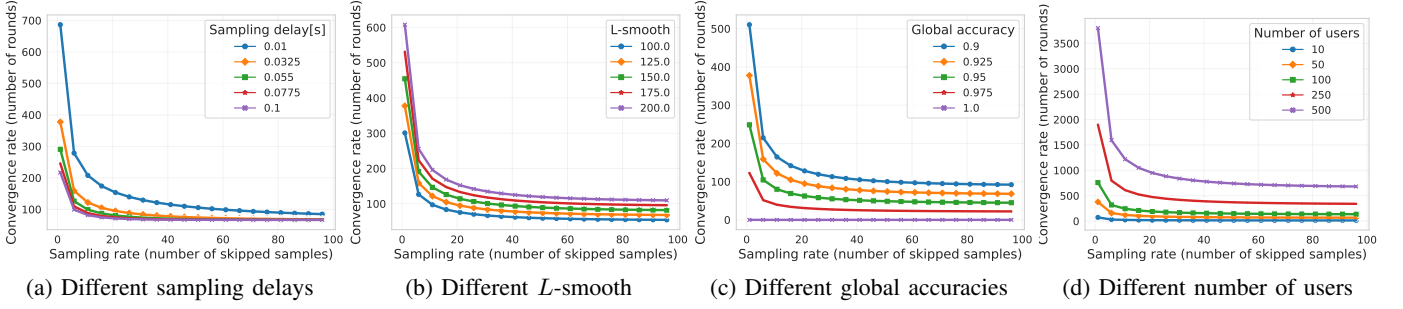 Convergence rate (number of rounds)
700
600
500
400
300
200
100
Sampling delay[s]
0.01
0.0325
0.055
0.0775
0.1
0 20 40 60 80 100
Sampling rate (number of skipped samples)
(a) Different sampling delays
Convergence rate (number of rounds)
600
500
400
300
200
100
L-smooth
100.0
125.0
150.0
175.0
200.0
0 20 40 60 80 100
Sampling rate (number of skipped samples)
(b) Different L-smooth
Convergence rate (number of rounds)
500
400
300
200
100
0
Global accuracy
0.9
0.925
0.95
0.975
1.0
0 20 40 60 80 100
Sampling rate (number of skipped samples)
(c) Different global accuracies
Convergence rate (number of rounds)
3500
3000
2500
2000
1500
1000
500
0
Number of users
10
50
100
250
500
0 20 40 60 80 100
Sampling rate (number of skipped samples)
(d) Different number of users